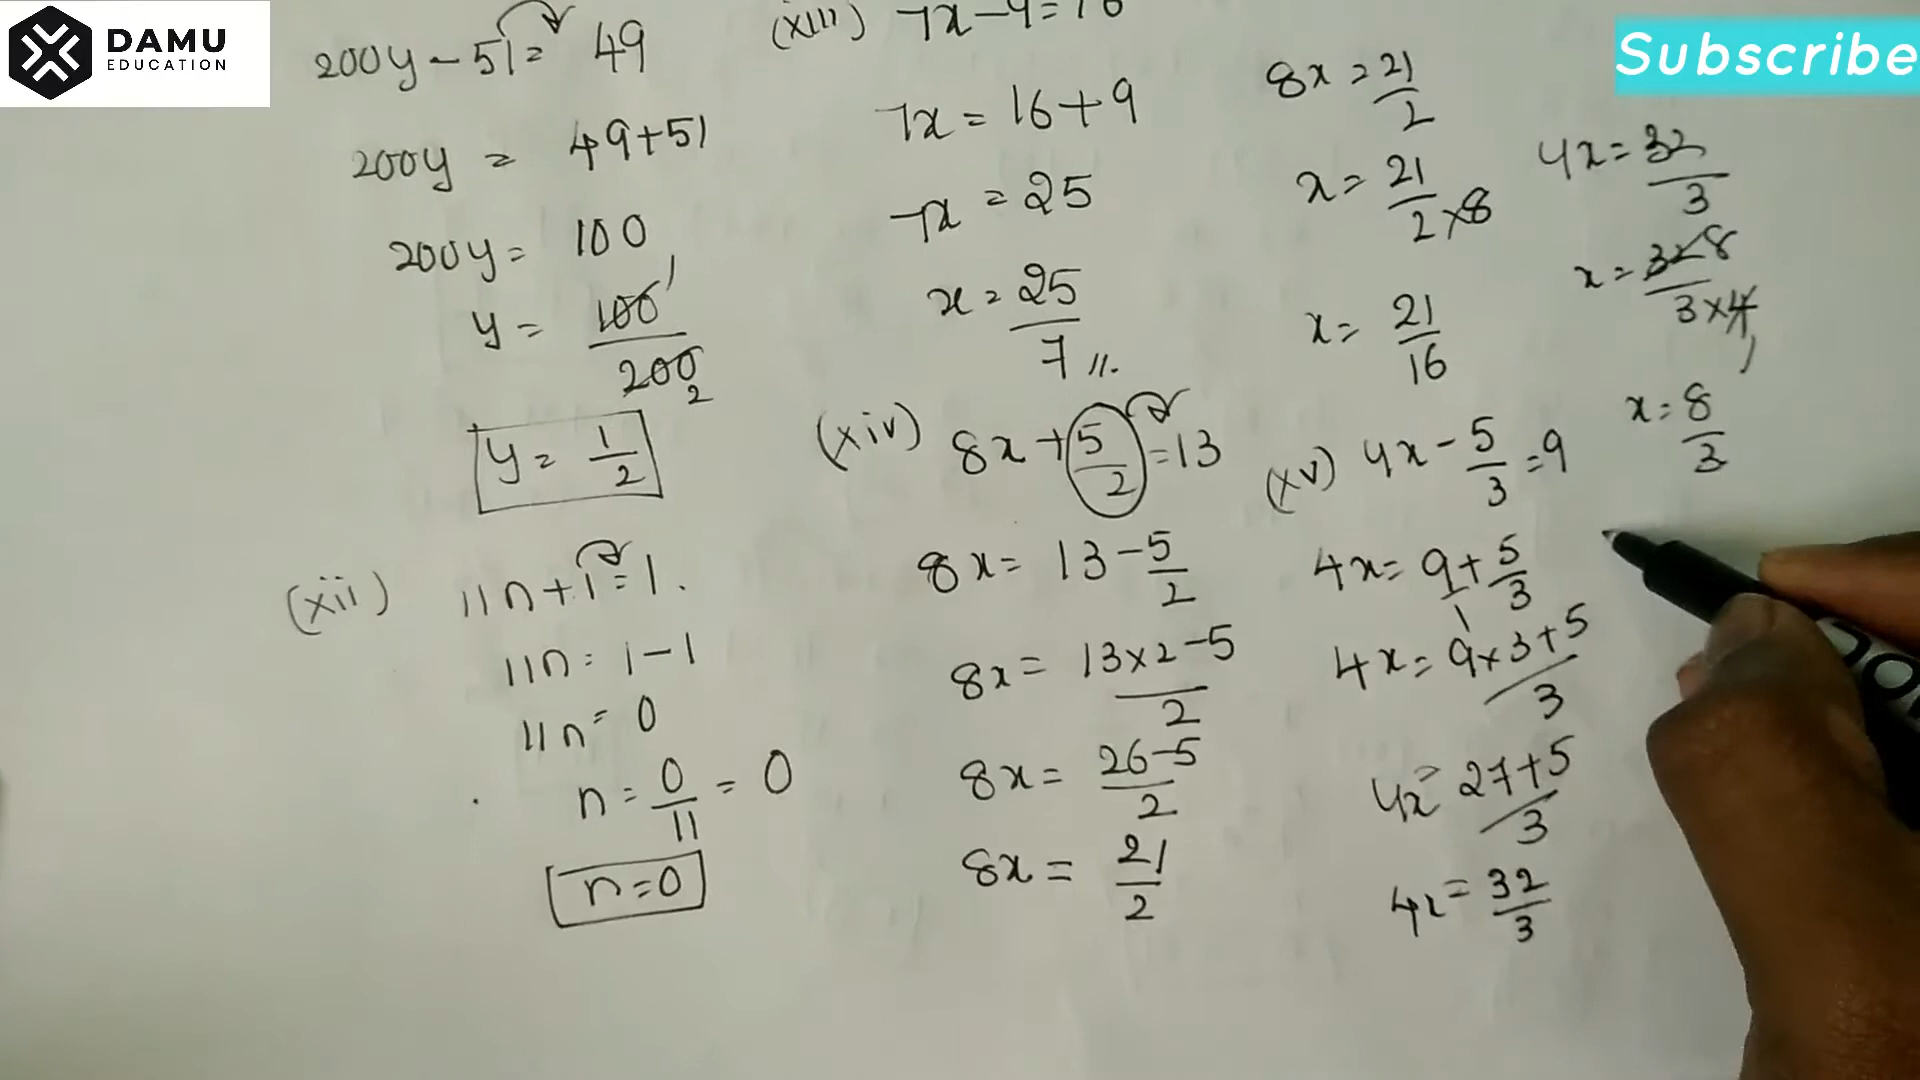 DAMU
EDUCATION
Subscribe
200y - 51 = 49
200y = 49+51
200y = 100
y = 100 1
200 2
y = 1
2
(xii) 11n + 1 = 1.
11n = 1 - 1
11n = 0
n = 0 = 0
11
n = 0
(xiii) 7x - 9 = 16
7x = 16 + 9
7x = 25
x = 25
7 //.
(xiv) 8x + 5 = 13
2
8x = 13 - 5
2
8x = 13×2-5
2
8x = 26-5
2
8x = 21
2
8x = 21
2
x = 21
2×8
x = 21
16
(xv) 4x - 5 = 9
3
4x = 9 + 5
1 3
4x = 9×3+5
3
4x = 27+5
3
4x = 32
3
4x = 32
3
x = 32 8
3×4 1
x = 8
3